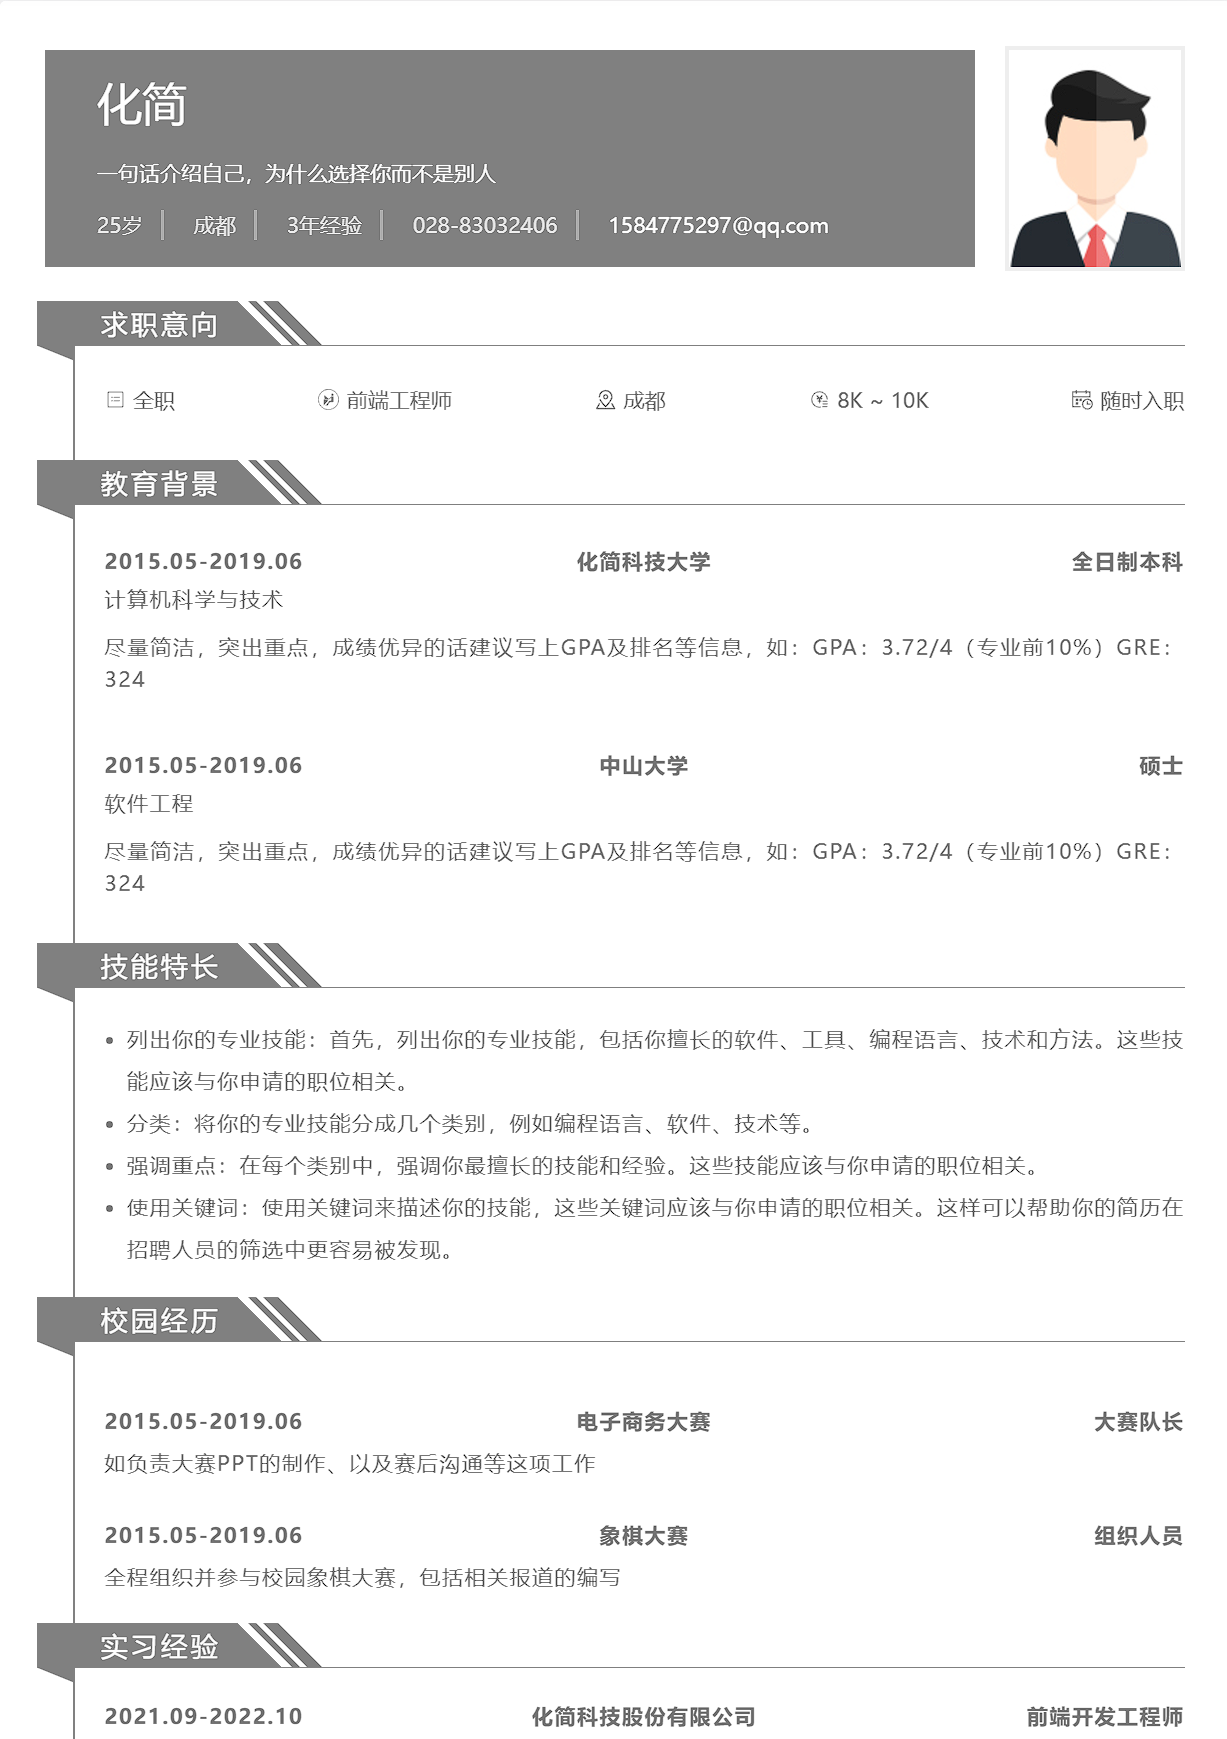 化简
一句话介绍自己，为什么选择你而不是别人
25岁 成都 3年经验 028-83032406 1584775297@qq.com
求职意向
全职 前端工程师 成都 8K ~ 10K 随时入职
教育背景
2015.05-2019.06 化简科技大学 全日制本科
计算机科学与技术
尽量简洁，突出重点，成绩优异的话建议写上GPA及排名等信息，如：GPA：3.72/4（专业前10%）GRE：
324
2015.05-2019.06 中山大学 硕士
软件工程
尽量简洁，突出重点，成绩优异的话建议写上GPA及排名等信息，如：GPA：3.72/4（专业前10%）GRE：
324
技能特长
• 列出你的专业技能：首先，列出你的专业技能，包括你擅长的软件、工具、编程语言、技术和方法。这些技
能应该与你申请的职位相关。
• 分类：将你的专业技能分成几个类别，例如编程语言、软件、技术等。
• 强调重点：在每个类别中，强调你最擅长的技能和经验。这些技能应该与你申请的职位相关。
• 使用关键词：使用关键词来描述你的技能，这些关键词应该与你申请的职位相关。这样可以帮助你的简历在
招聘人员的筛选中更容易被发现。
校园经历
2015.05-2019.06 电子商务大赛 大赛队长
如负责大赛PPT的制作、以及赛后沟通等这项工作
2015.05-2019.06 象棋大赛 组织人员
全程组织并参与校园象棋大赛，包括相关报道的编写
实习经验
2021.09-2022.10 化简科技股份有限公司 前端开发工程师